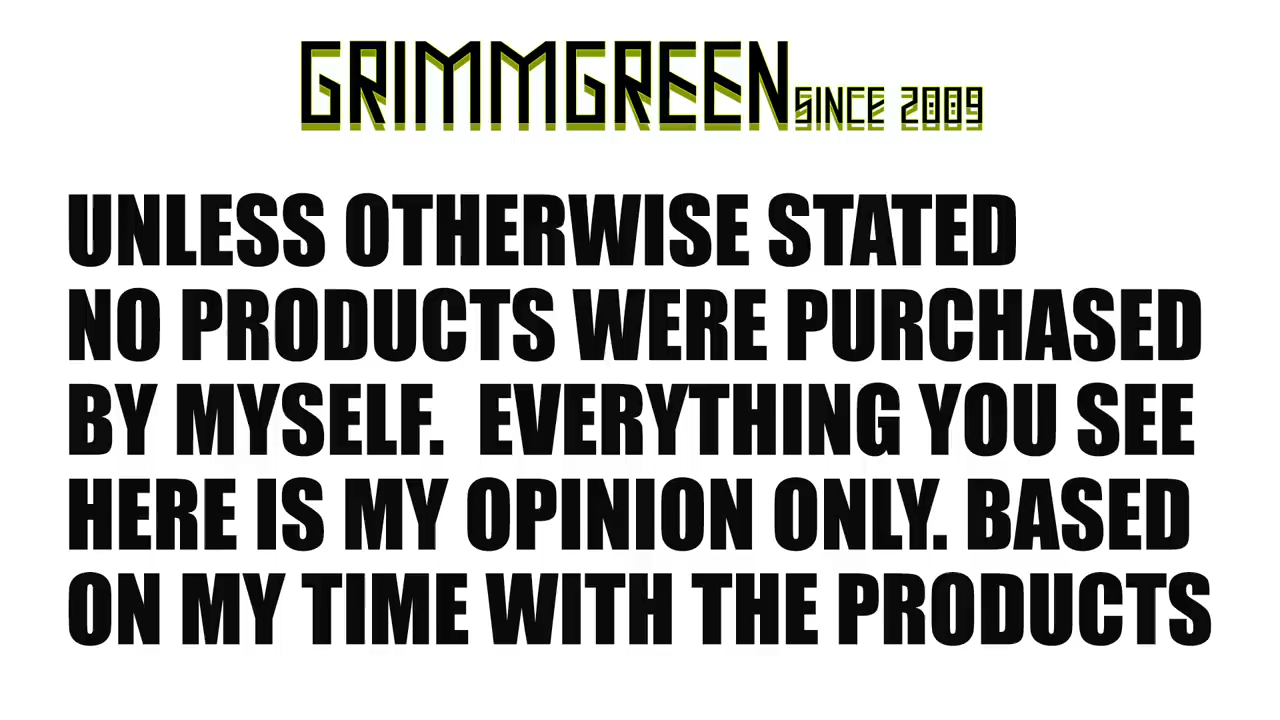 GRIMMGREEN SINCE 2009
UNLESS OTHERWISE STATED
NO PRODUCTS WERE PURCHASED
BY MYSELF.  EVERYTHING YOU SEE
HERE IS MY OPINION ONLY. BASED
ON MY TIME WITH THE PRODUCTS